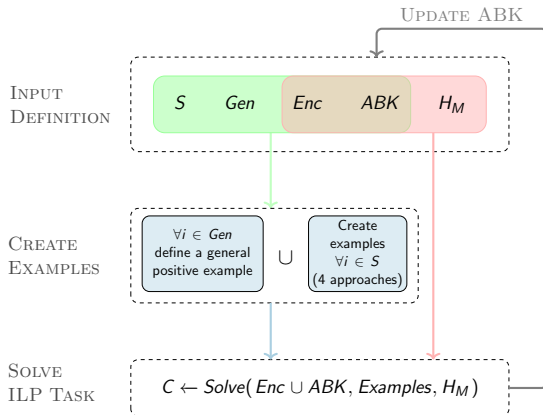 UPDATE ABK
INPUT
DEFINITION
S Gen Enc ABK H_M
CREATE
EXAMPLES
∀i ∈ Gen
define a general
positive example
∪
Create
examples
∀i ∈ S
(4 approaches)
SOLVE
ILP TASK
C ← Solve(Enc ∪ ABK, Examples, H_M)